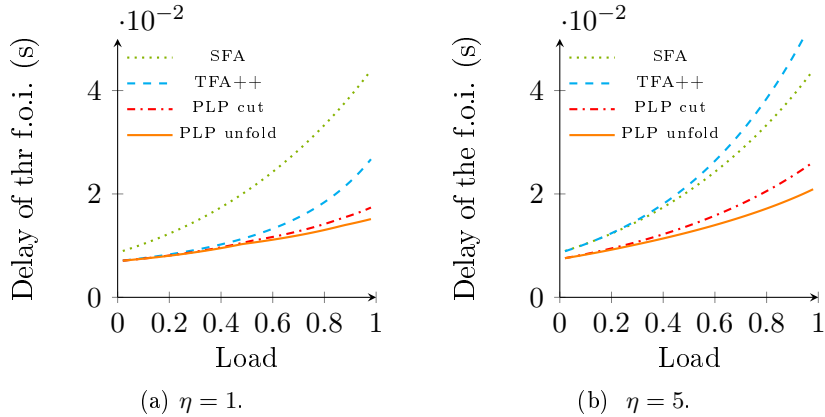 ·10⁻²
Delay of thr f.o.i. (s)
4
2
0
SFA
TFA++
PLP cut
PLP unfold
0 0.2 0.4 0.6 0.8 1
Load
(a) η = 1.
·10⁻²
Delay of the f.o.i. (s)
4
2
0
SFA
TFA++
PLP cut
PLP unfold
0 0.2 0.4 0.6 0.8 1
Load
(b) η = 5.